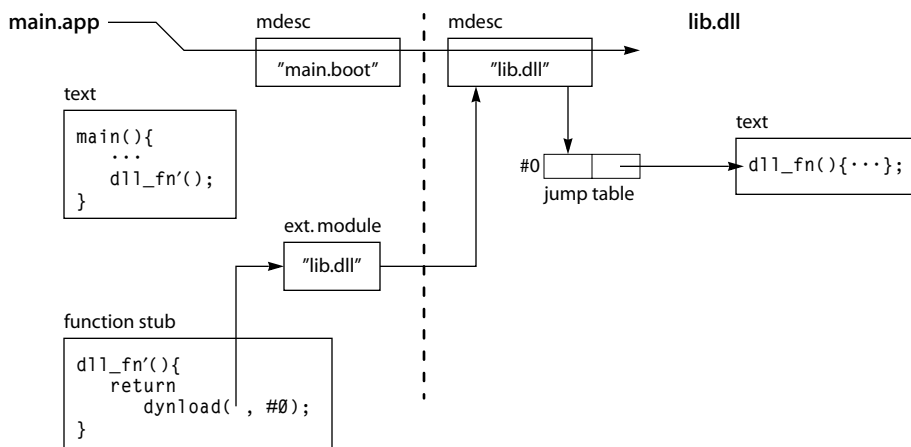 main.app
mdesc
mdesc
lib.dll
"main.boot"
"lib.dll"
text
main(){
...
dll_fn′();
}
text
#0
dll_fn(){···};
jump table
ext. module
"lib.dll"
function stub
dll_fn′(){
return
dynload( , #0);
}